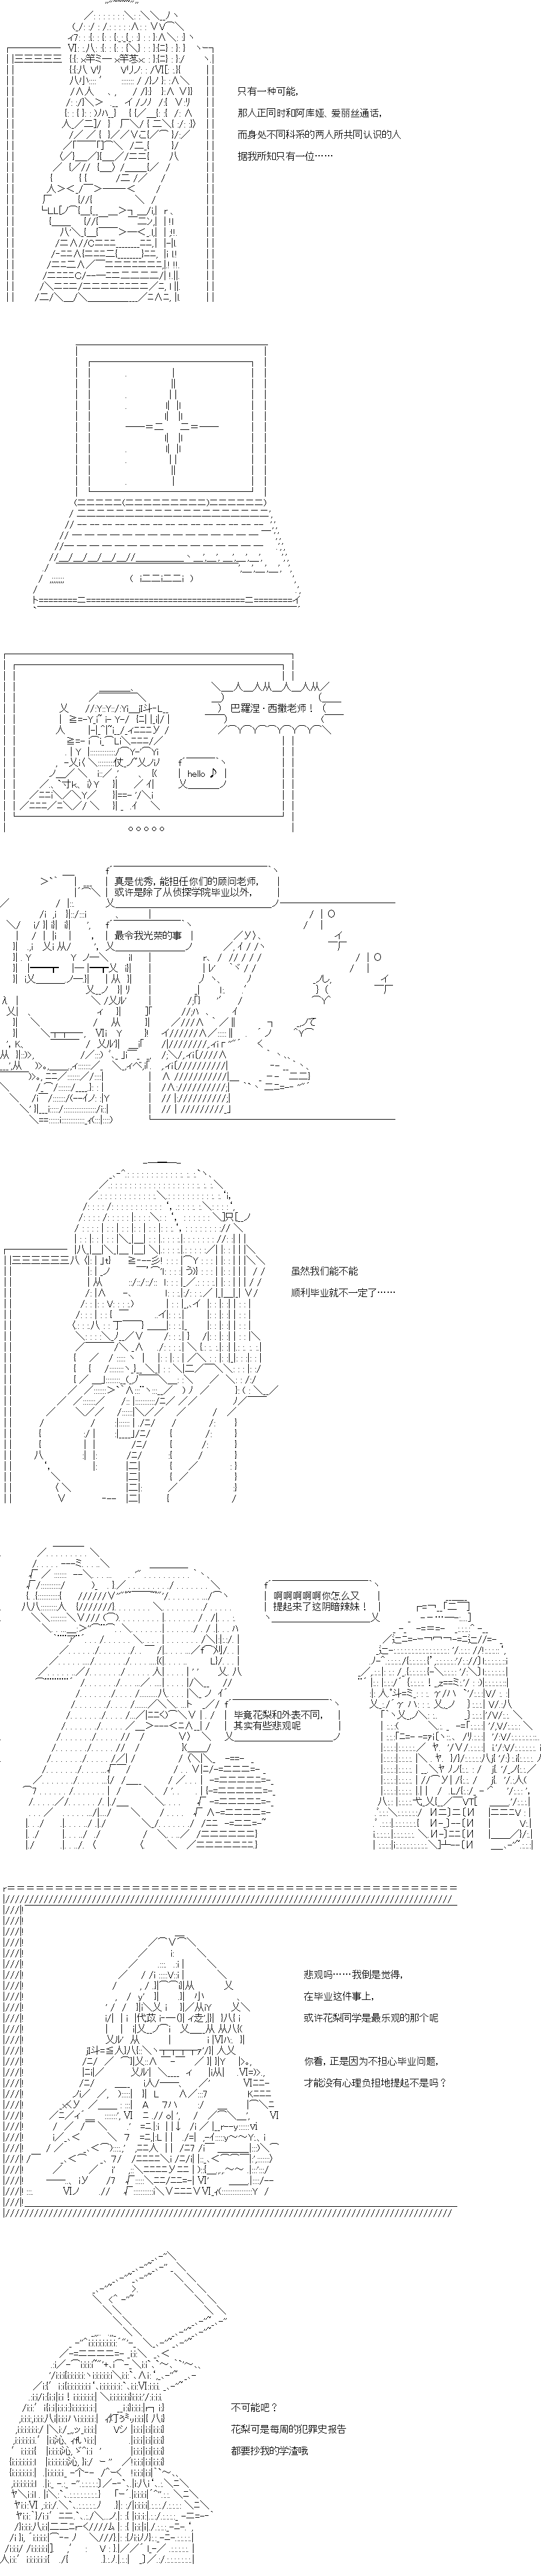 只有一种可能，
那人正同时和阿库娅、爱丽丝通话，
而身处不同科系的两人所共同认识的人
据我所知只有一位……
巴羅涅·西撒老师！
hello ♪
真是优秀，能担任你们的顾问老师，
或许是除了从侦探学院毕业以外，
最令我光荣的事
虽然我们能不能
顺利毕业就不一定了……
啊啊啊啊啊你怎么又
提起来了这阴暗辣妹！
毕竟花梨和外表不同，
其实有些悲观呢
悲观吗……我倒是觉得，
在毕业这件事上，
或许花梨同学是最乐观的那个呢
你看，正是因为不担心毕业问题，
才能没有心理负担地提起不是吗？
不可能吧？
花梨可是每周的犯罪史报告
都要抄我的学渣哦